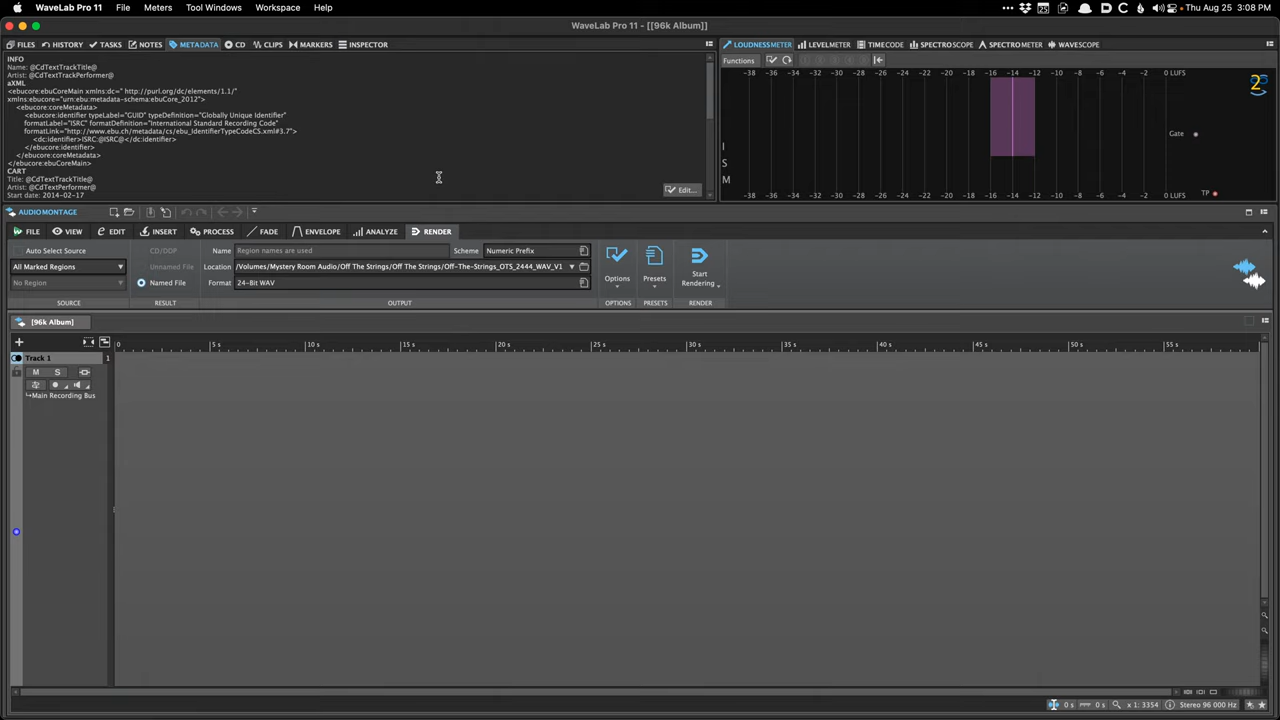 WaveLab Pro 11 File Meters Tool Windows Workspace Help Thu Aug 25 3:08 PM
WaveLab Pro 11 - [[96k Album]]
FILES HISTORY TASKS NOTES METADATA CD CLIPS MARKERS INSPECTOR
INFO
Name: @CdTextTrackTitle@
Artist: @CdTextTrackPerformer@
aXML
<ebucore:ebuCoreMain xmlns:dc=" http://purl.org/dc/elements/1.1/"
xmlns:ebucore="urn:ebu:metadata-schema:ebuCore_2012">
<ebucore:coreMetadata>
<ebucore:identifier typeLabel="GUID" typeDefinition="Globally Unique Identifier"
formatLabel="ISRC" formatDefinition="International Standard Recording Code"
formatLink="http://www.ebu.ch/metadata/cs/ebu_IdentifierTypeCodeCS.xml#3.7">
<dc:identifier>ISRC:@ISRC@</dc:identifier>
</ebucore:identifier>
</ebucore:coreMetadata>
</ebucore:ebuCoreMain>
CART
Title: @CdTextTrackTitle@
Artist: @CdTextPerformer@
Start date: 2014-02-17
Edit...
LOUDNESSMETER LEVELMETER TIMECODE SPECTROSCOPE SPECTROMETER WAVESCOPE
Functions
-38 -36 -34 -32 -30 -28 -26 -24 -22 -20 -18 -16 -14 -12 -10 -8 -6 -4 -2 0 LUFS
2
Gate
I
S
M
TP
-38 -36 -34 -32 -30 -28 -26 -24 -22 -20 -18 -16 -14 -12 -10 -8 -6 -4 -2 0 LUFS
AUDIO MONTAGE
FILE VIEW EDIT INSERT PROCESS FADE ENVELOPE ANALYZE RENDER
Auto Select Source CD/DDP Name Region names are used Scheme Numeric Prefix
All Marked Regions Unnamed File Location /Volumes/Mystery Room Audio/Off The Strings/Off The Strings/Off-The-Strings_OTS_2444_WAV_V1
No Region Named File Format 24-Bit WAV
Options Presets Start Rendering
SOURCE RESULT OUTPUT OPTIONS PRESETS RENDER
[96k Album]
0 5 s 10 s 15 s 20 s 25 s 30 s 35 s 40 s 45 s 50 s 55 s
Track 1 1
M S
Main Recording Bus
0 s 0 s x 1: 3354 Stereo 96 000 Hz